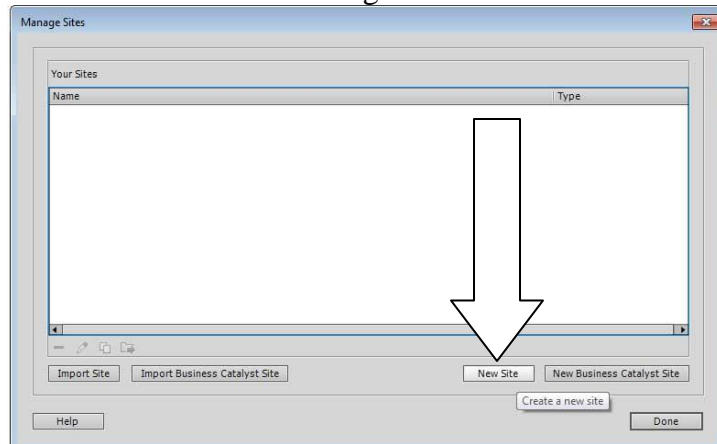 Manage Sites
Your Sites
Name Type
Import Site Import Business Catalyst Site New Site New Business Catalyst Site
Create a new site
Help Done